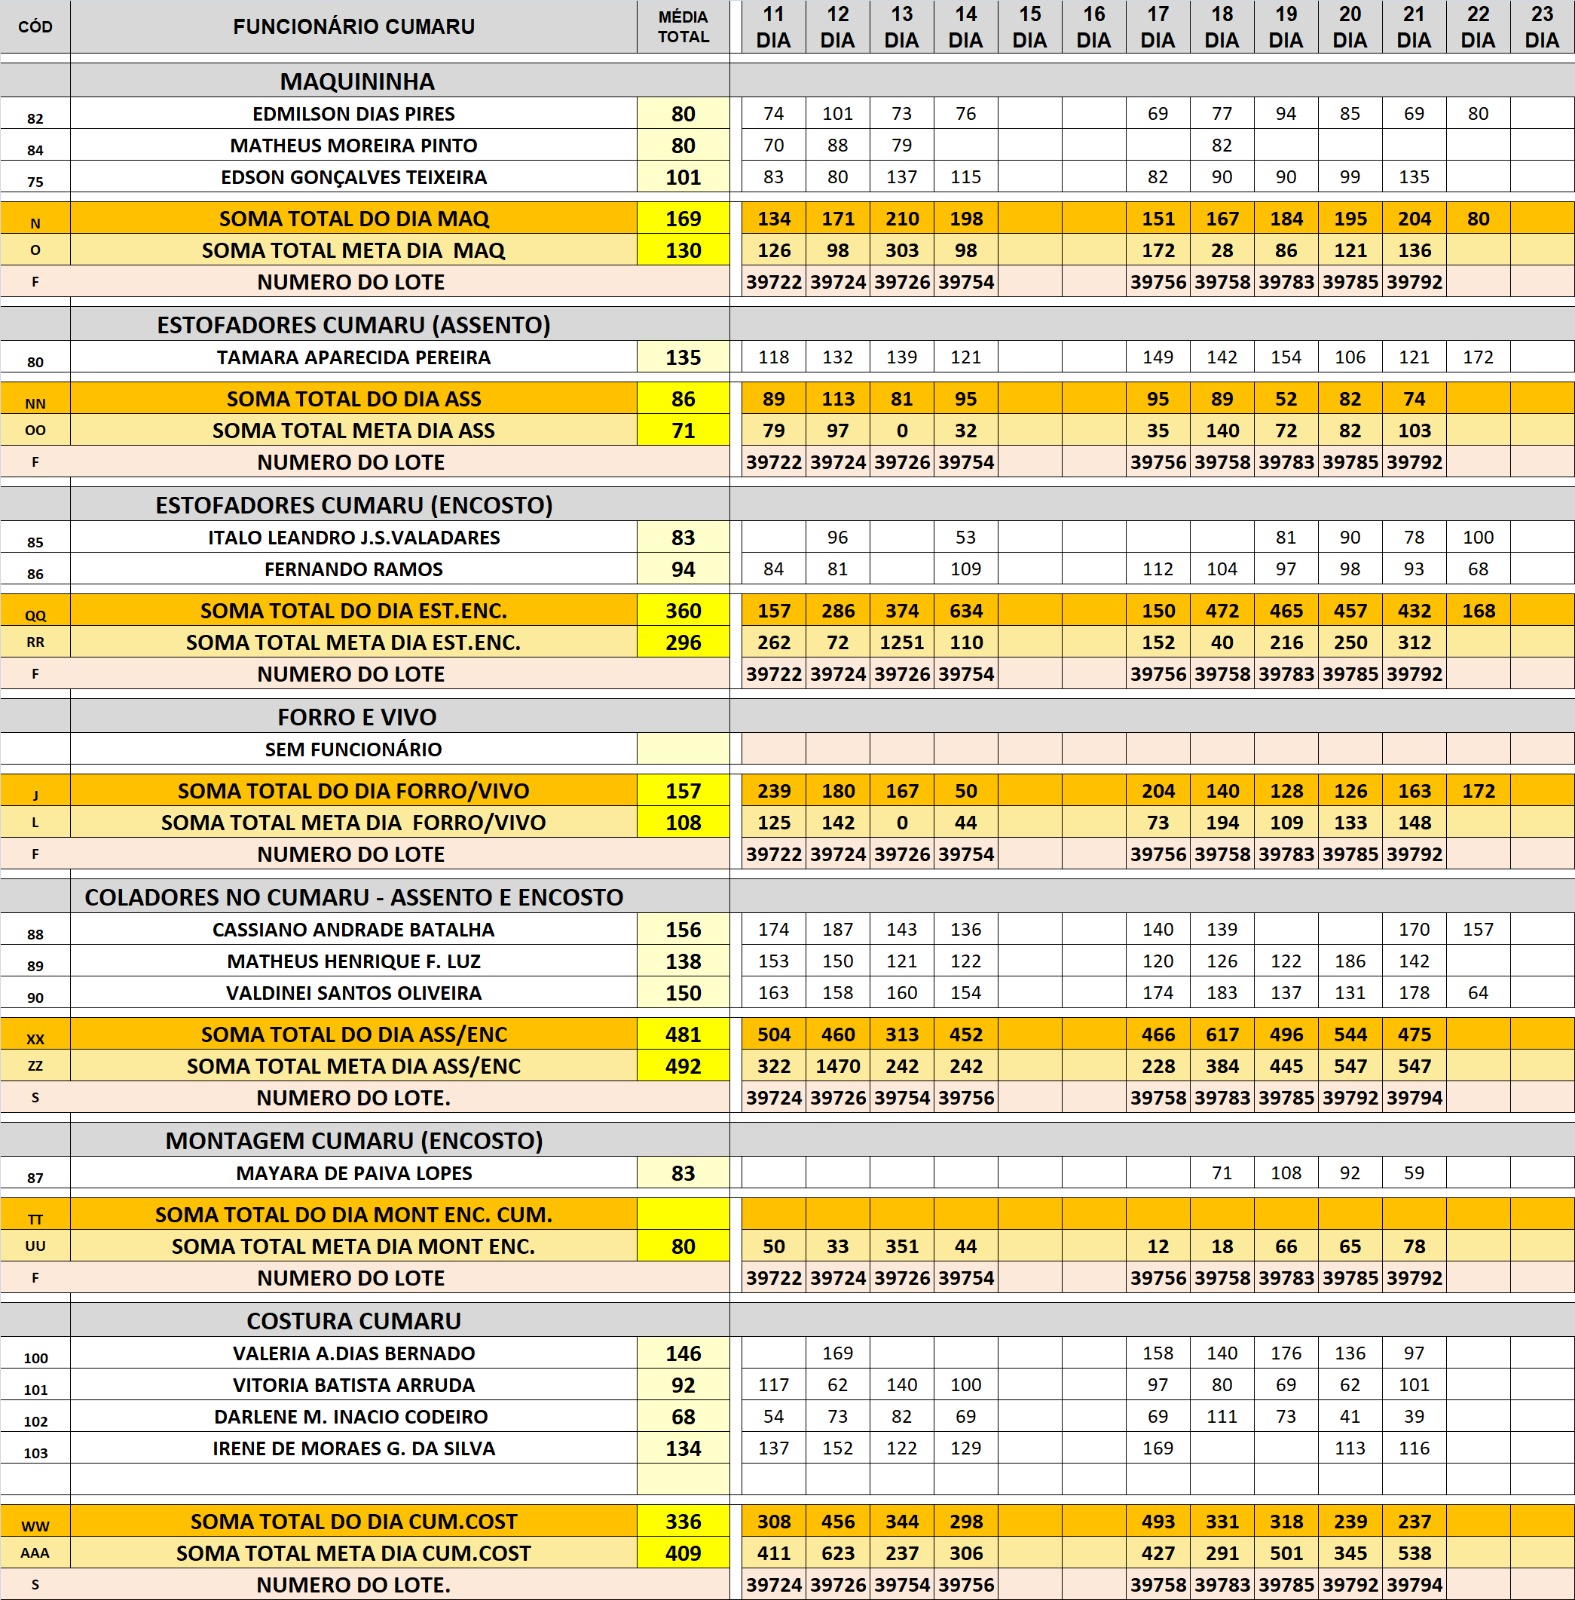 CÓD FUNCIONÁRIO CUMARU MÉDIA TOTAL 11 DIA 12 DIA 13 DIA 14 DIA 15 DIA 16 DIA 17 DIA 18 DIA 19 DIA 20 DIA 21 DIA 22 DIA 23 DIA
MAQUININHA
82 EDMILSON DIAS PIRES 80 74 101 73 76 69 77 94 85 69 80
84 MATHEUS MOREIRA PINTO 80 70 88 79 82
75 EDSON GONÇALVES TEIXEIRA 101 83 80 137 115 82 90 90 99 135
N SOMA TOTAL DO DIA MAQ 169 134 171 210 198 151 167 184 195 204 80
O SOMA TOTAL META DIA MAQ 130 126 98 303 98 172 28 86 121 136
F NUMERO DO LOTE 39722 39724 39726 39754 39756 39758 39783 39785 39792
ESTOFADORES CUMARU (ASSENTO)
80 TAMARA APARECIDA PEREIRA 135 118 132 139 121 149 142 154 106 121 172
NN SOMA TOTAL DO DIA ASS 86 89 113 81 95 95 89 52 82 74
OO SOMA TOTAL META DIA ASS 71 79 97 0 32 35 140 72 82 103
F NUMERO DO LOTE 39722 39724 39726 39754 39756 39758 39783 39785 39792
ESTOFADORES CUMARU (ENCOSTO)
85 ITALO LEANDRO J.S.VALADARES 83 96 53 81 90 78 100
86 FERNANDO RAMOS 94 84 81 109 112 104 97 98 93 68
QQ SOMA TOTAL DO DIA EST.ENC. 360 157 286 374 634 150 472 465 457 432 168
RR SOMA TOTAL META DIA EST.ENC. 296 262 72 1251 110 152 40 216 250 312
F NUMERO DO LOTE 39722 39724 39726 39754 39756 39758 39783 39785 39792
FORRO E VIVO
SEM FUNCIONÁRIO
J SOMA TOTAL DO DIA FORRO/VIVO 157 239 180 167 50 204 140 128 126 163 172
L SOMA TOTAL META DIA FORRO/VIVO 108 125 142 0 44 73 194 109 133 148
F NUMERO DO LOTE 39722 39724 39726 39754 39756 39758 39783 39785 39792
COLADORES NO CUMARU - ASSENTO E ENCOSTO
88 CASSIANO ANDRADE BATALHA 156 174 187 143 136 140 139 170 157
89 MATHEUS HENRIQUE F. LUZ 138 153 150 121 122 120 126 122 186 142
90 VALDINEI SANTOS OLIVEIRA 150 163 158 160 154 174 183 137 131 178 64
XX SOMA TOTAL DO DIA ASS/ENC 481 504 460 313 452 466 617 496 544 475
ZZ SOMA TOTAL META DIA ASS/ENC 492 322 1470 242 242 228 384 445 547 547
S NUMERO DO LOTE. 39724 39726 39754 39756 39758 39783 39785 39792 39794
MONTAGEM CUMARU (ENCOSTO)
87 MAYARA DE PAIVA LOPES 83 71 108 92 59
TT SOMA TOTAL DO DIA MONT ENC. CUM.
UU SOMA TOTAL META DIA MONT ENC. 80 50 33 351 44 12 18 66 65 78
F NUMERO DO LOTE 39722 39724 39726 39754 39756 39758 39783 39785 39792
COSTURA CUMARU
100 VALERIA A.DIAS BERNADO 146 169 158 140 176 136 97
101 VITORIA BATISTA ARRUDA 92 117 62 140 100 97 80 69 62 101
102 DARLENE M. INACIO CODEIRO 68 54 73 82 69 69 111 73 41 39
103 IRENE DE MORAES G. DA SILVA 134 137 152 122 129 169 113 116
WW SOMA TOTAL DO DIA CUM.COST 336 308 456 344 298 493 331 318 239 237
AAA SOMA TOTAL META DIA CUM.COST 409 411 623 237 306 427 291 501 345 538
S NUMERO DO LOTE. 39724 39726 39754 39756 39758 39783 39785 39792 39794